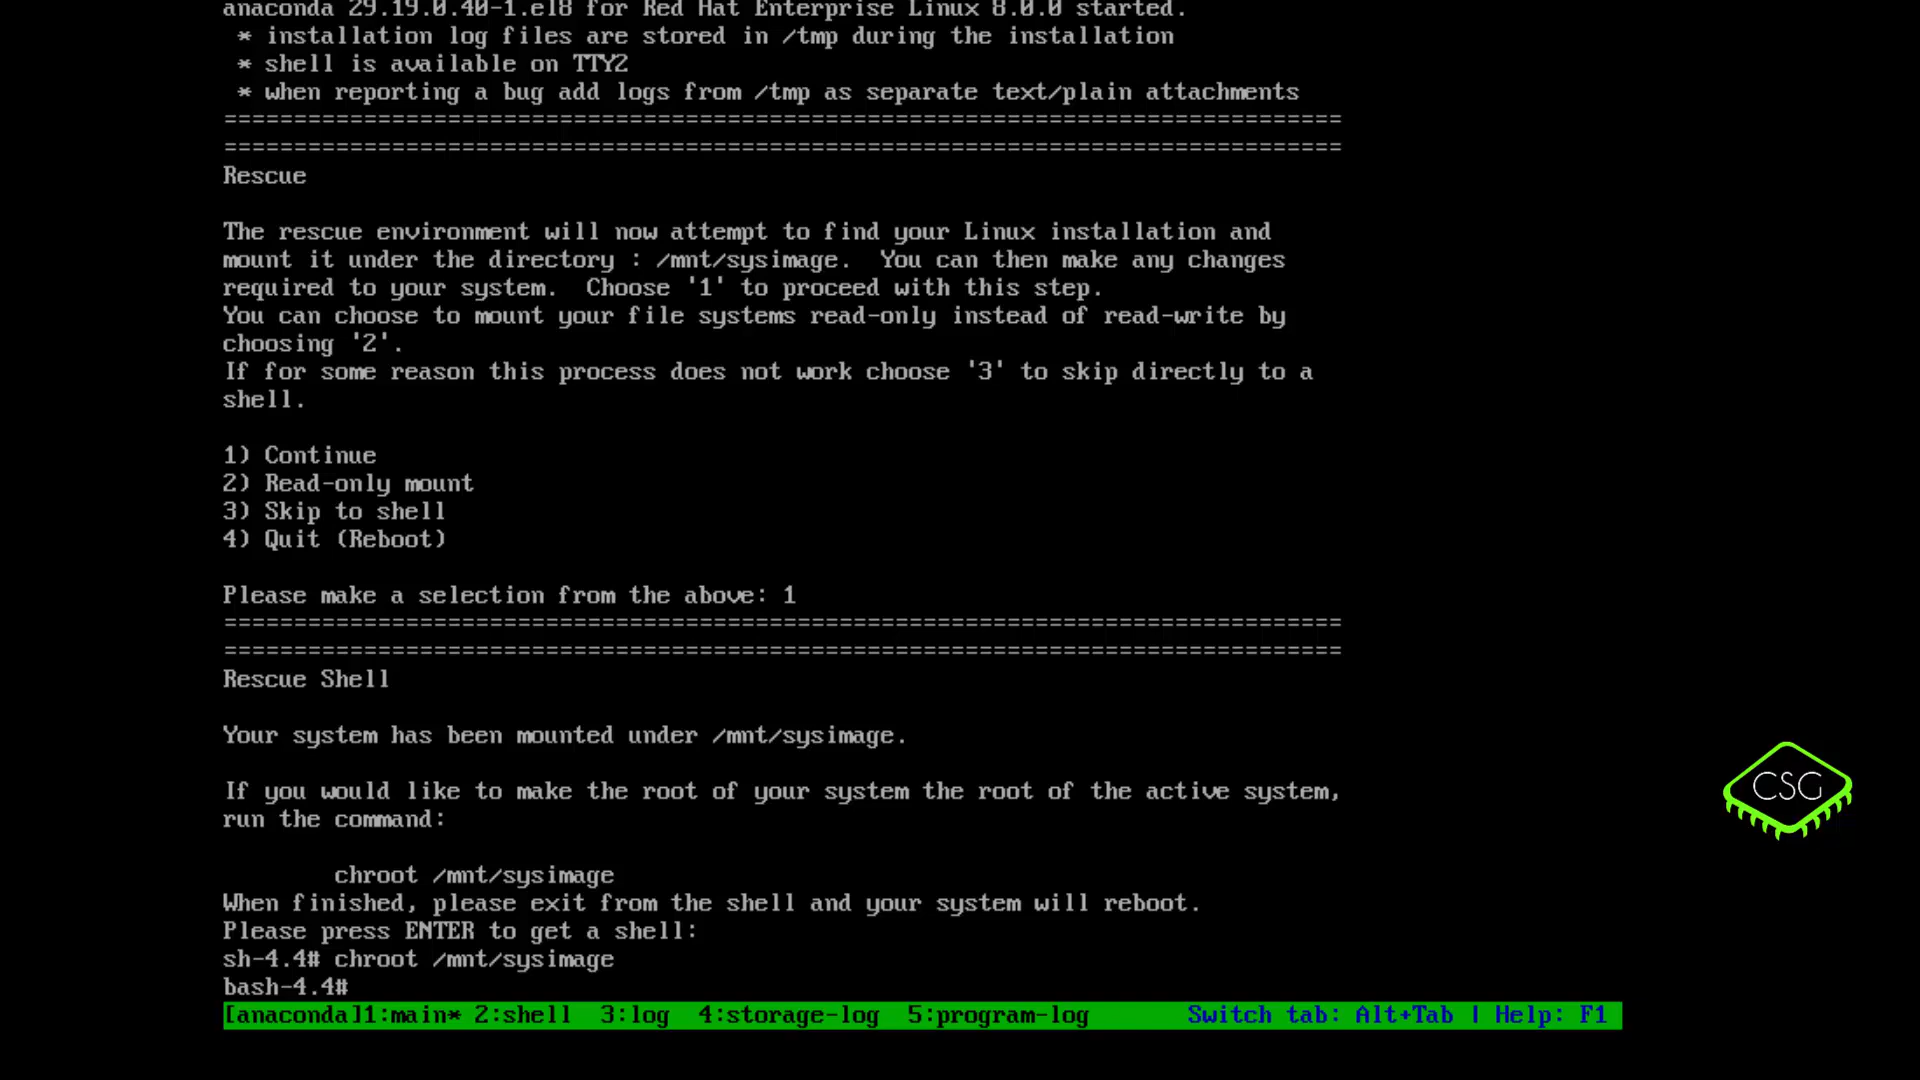 anaconda 29.19.0.40-1.el8 for Red Hat Enterprise Linux 8.0.0 started.
 * installation log files are stored in /tmp during the installation
 * shell is available on TTY2
 * when reporting a bug add logs from /tmp as separate text/plain attachments
================================================================================
================================================================================
Rescue

The rescue environment will now attempt to find your Linux installation and
mount it under the directory : /mnt/sysimage.  You can then make any changes
required to your system.  Choose '1' to proceed with this step.
You can choose to mount your file systems read-only instead of read-write by
choosing '2'.
If for some reason this process does not work choose '3' to skip directly to a
shell.

1) Continue
2) Read-only mount
3) Skip to shell
4) Quit (Reboot)

Please make a selection from the above: 1
================================================================================
================================================================================
Rescue Shell

Your system has been mounted under /mnt/sysimage.

If you would like to make the root of your system the root of the active system,
run the command:

        chroot /mnt/sysimage
When finished, please exit from the shell and your system will reboot.
Please press ENTER to get a shell:
sh-4.4# chroot /mnt/sysimage
bash-4.4#
[anaconda]1:main* 2:shell  3:log  4:storage-log  5:program-log       Switch tab: Alt+Tab | Help: F1
CSG